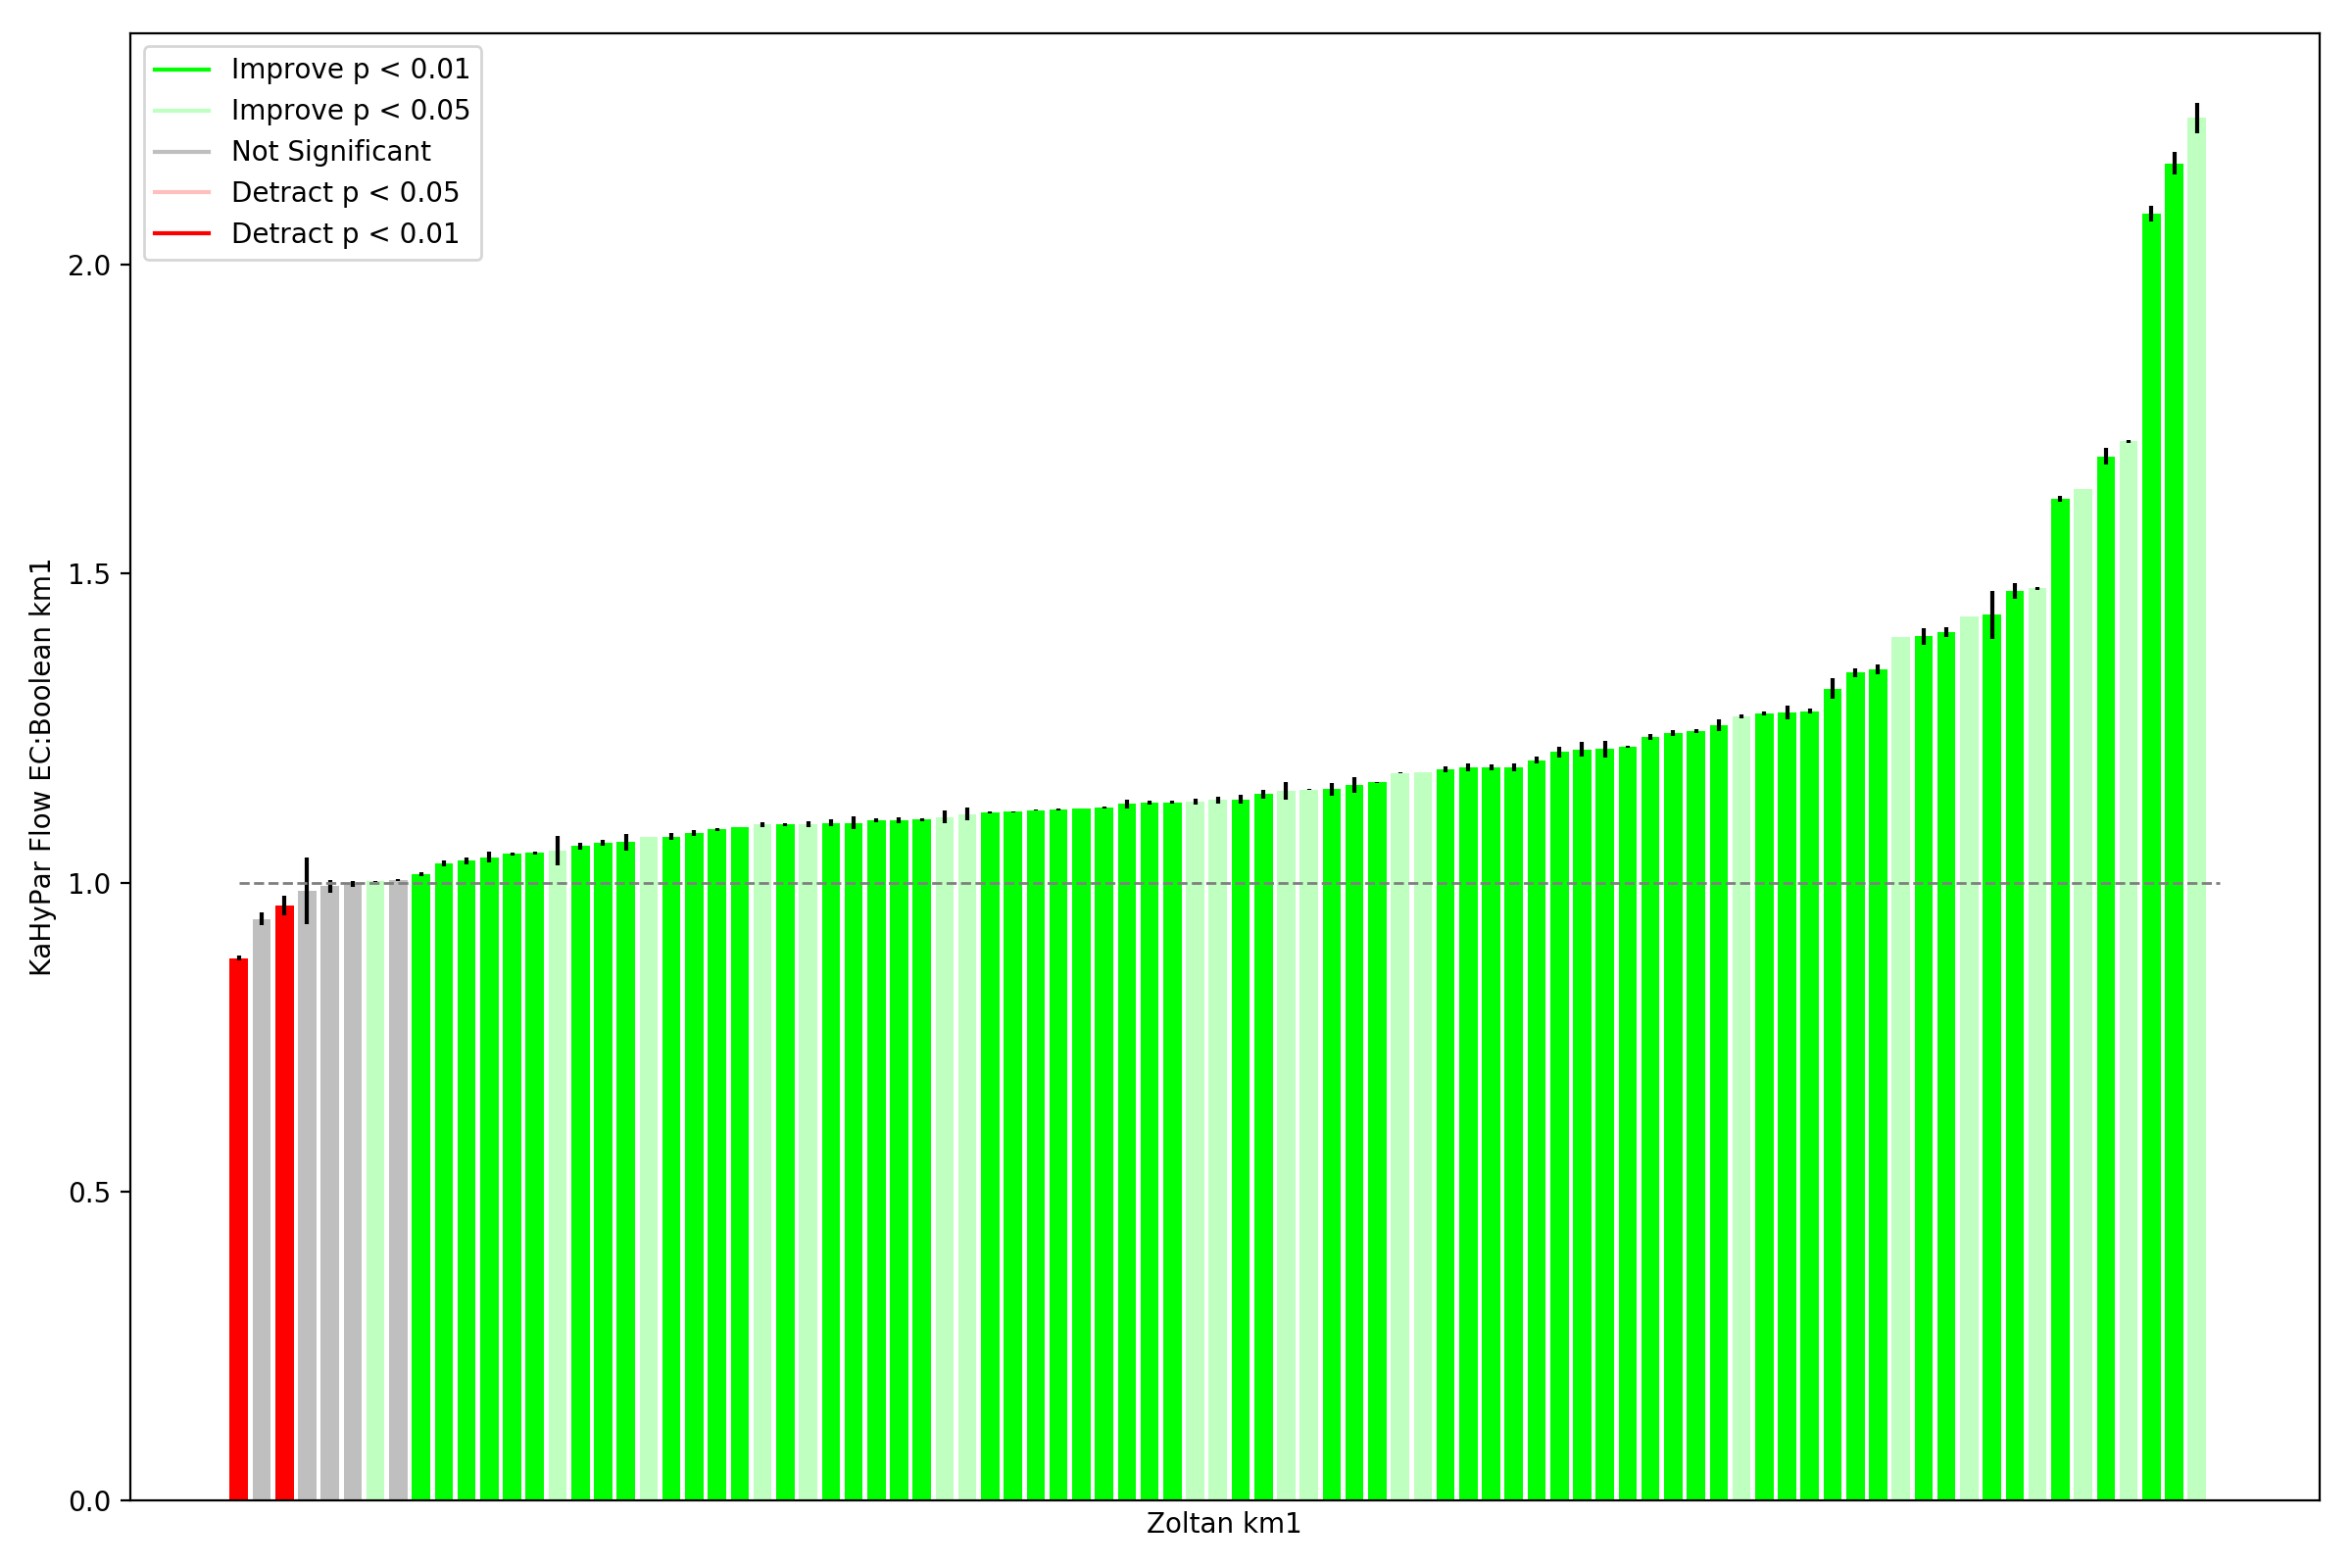 Improve p < 0.01
Improve p < 0.05
Not Significant
Detract p < 0.05
Detract p < 0.01
2.0
1.5
1.0
0.5
0.0
KaHyPar Flow EC:Boolean km1
Zoltan km1